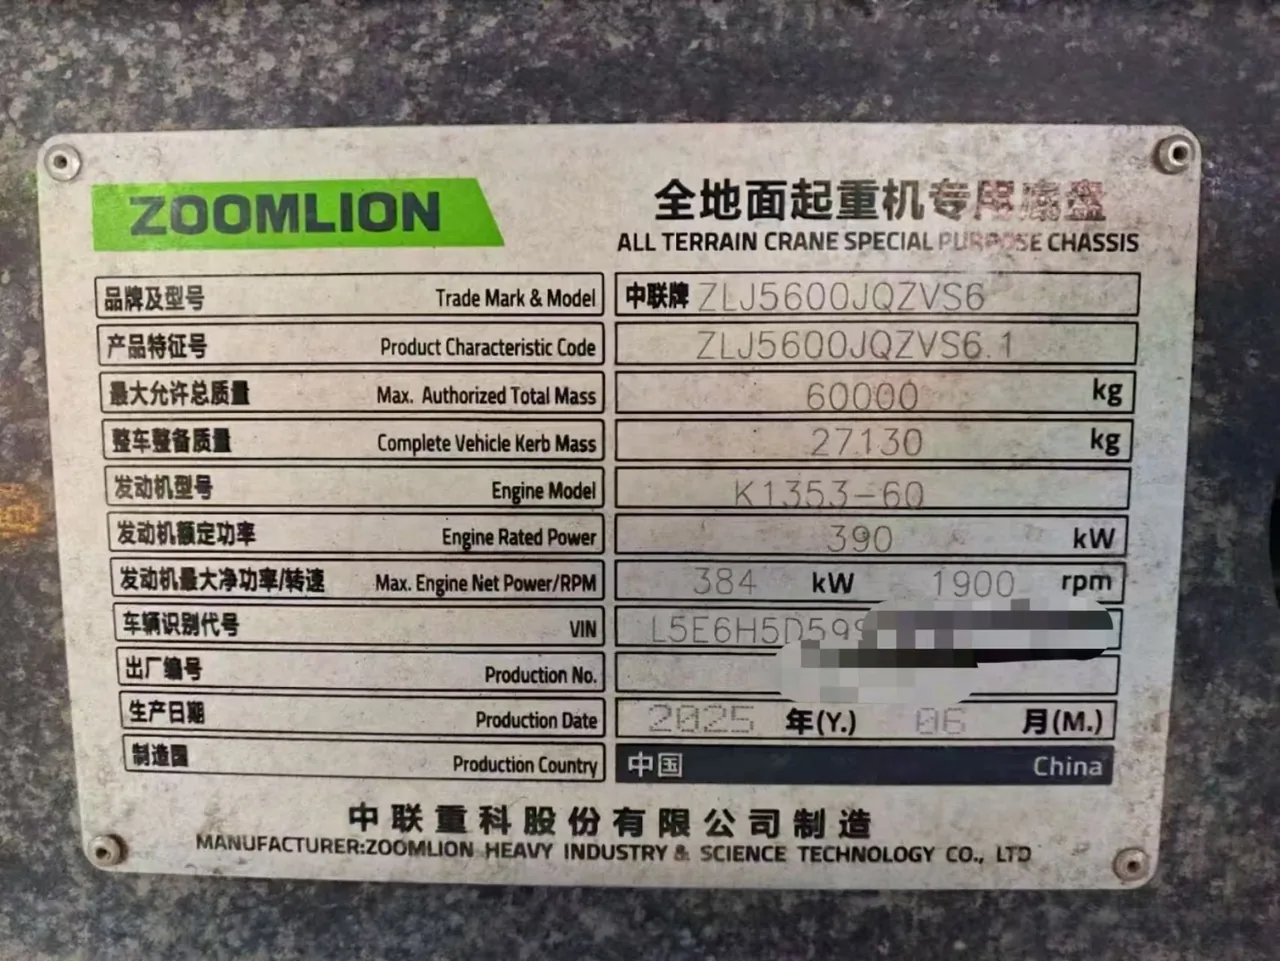 ZOOMLION
全地面起重机专用底盘
ALL TERRAIN CRANE SPECIAL PURPOSE CHASSIS
品牌及型号 Trade Mark & Model 中联牌 ZLJ5600JQZVS6
产品特征号 Product Characteristic Code ZLJ5600JQZVS6.1
最大允许总质量 Max. Authorized Total Mass 60000 kg
整车整备质量 Complete Vehicle Kerb Mass 27130 kg
发动机型号 Engine Model K1353-60
发动机额定功率 Engine Rated Power 390 kW
发动机最大净功率/转速 Max. Engine Net Power/RPM 384 kW 1900 rpm
车辆识别代号 VIN L5E6H5D599
出厂编号 Production No.
生产日期 Production Date 2025 年(Y.) 06 月(M.)
制造国 Production Country 中国 China
中联重科股份有限公司制造
MANUFACTURER:ZOOMLION HEAVY INDUSTRY & SCIENCE TECHNOLOGY CO., LTD